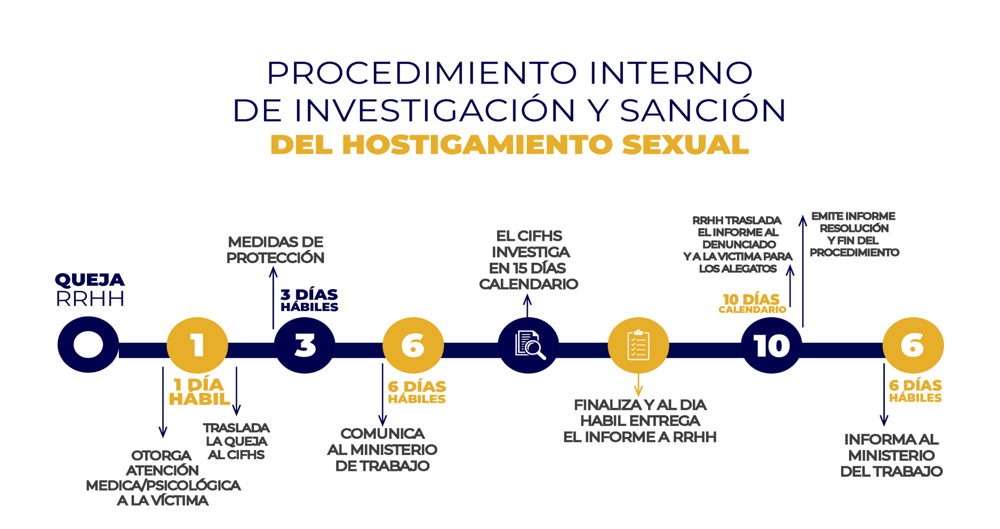 PROCEDIMIENTO INTERNO
DE INVESTIGACIÓN Y SANCIÓN
DEL HOSTIGAMIENTO SEXUAL
QUEJA
RRHH
1
1 DÍA
HÁBIL
OTORGA
ATENCIÓN
MEDICA/PSICOLÓGICA
A LA VÍCTIMA
TRASLADA
LA QUEJA
AL CIFHS
MEDIDAS DE
PROTECCIÓN
3 DÍAS
HÁBILES
3
6
6 DÍAS
HÁBILES
COMUNICA
AL MINISTERIO
DE TRABAJO
EL CIFHS
INVESTIGA
EN 15 DÍAS
CALENDARIO
FINALIZA Y AL DIA
HABIL ENTREGA
EL INFORME A RRHH
RRHH TRASLADA
EL INFORME AL
DENUNCIADO
Y A LA VICTIMA PARA
LOS ALEGATOS
10 DÍAS
CALENDARIO
10
EMITE INFORME
RESOLUCIÓN
Y FIN DEL
PROCEDIMIENTO
6
6 DÍAS
HÁBILES
INFORMA AL
MINISTERIO
DEL TRABAJO